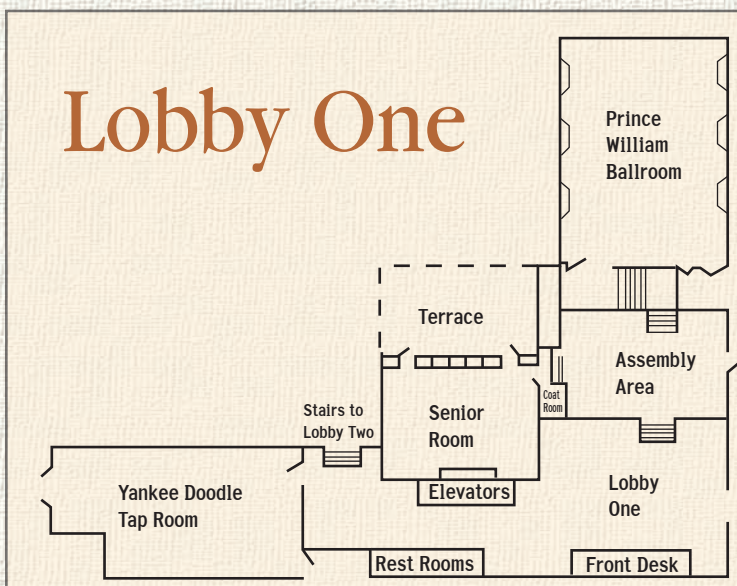 Lobby One
Prince
William
Ballroom
Terrace
Assembly
Area
Coat
Room
Stairs to
Lobby Two
Senior
Room
Yankee Doodle
Tap Room
Elevators
Lobby
One
Rest Rooms
Front Desk